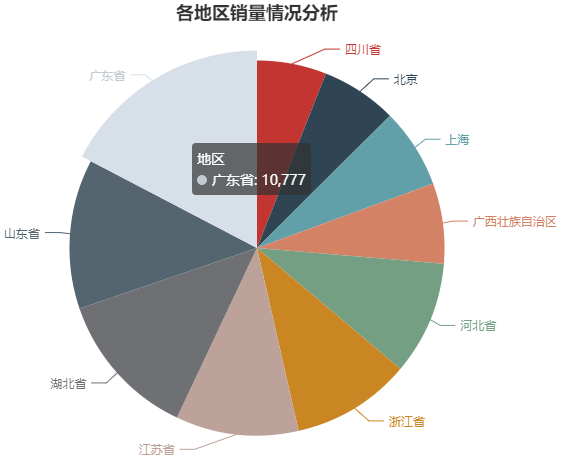 各地区销量情况分析
四川省
北京
上海
广西壮族自治区
河北省
浙江省
江苏省
湖北省
山东省
广东省
地区
广东省: 10,777